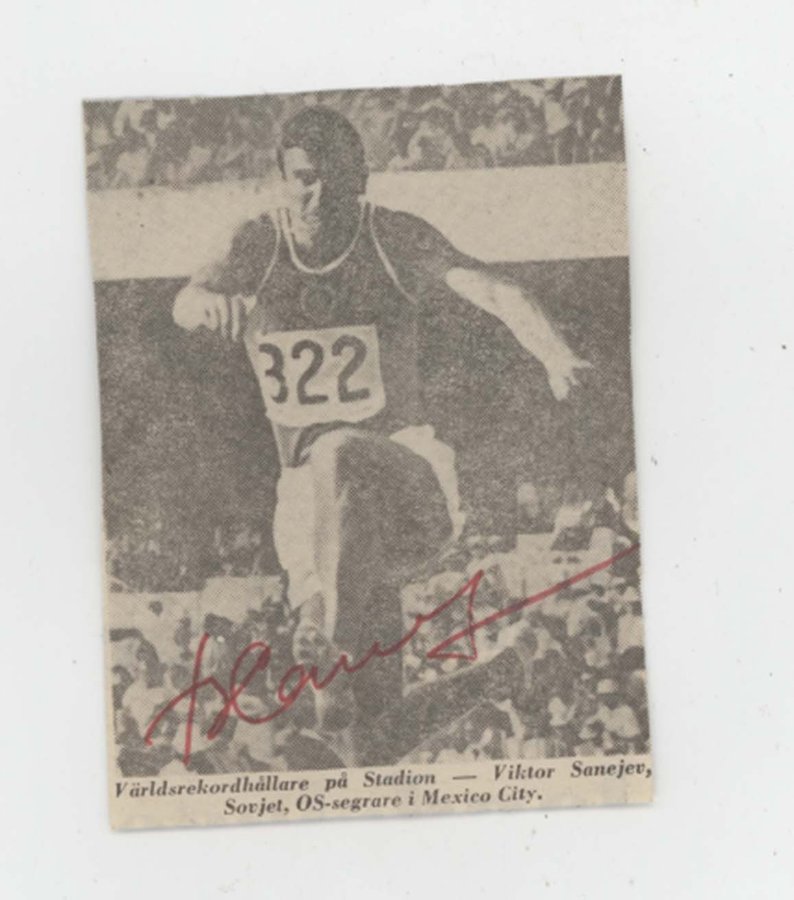 322
Världsrekordhållare på Stadion — Viktor Sanejev,
Sovjet, OS-segrare i Mexico City.